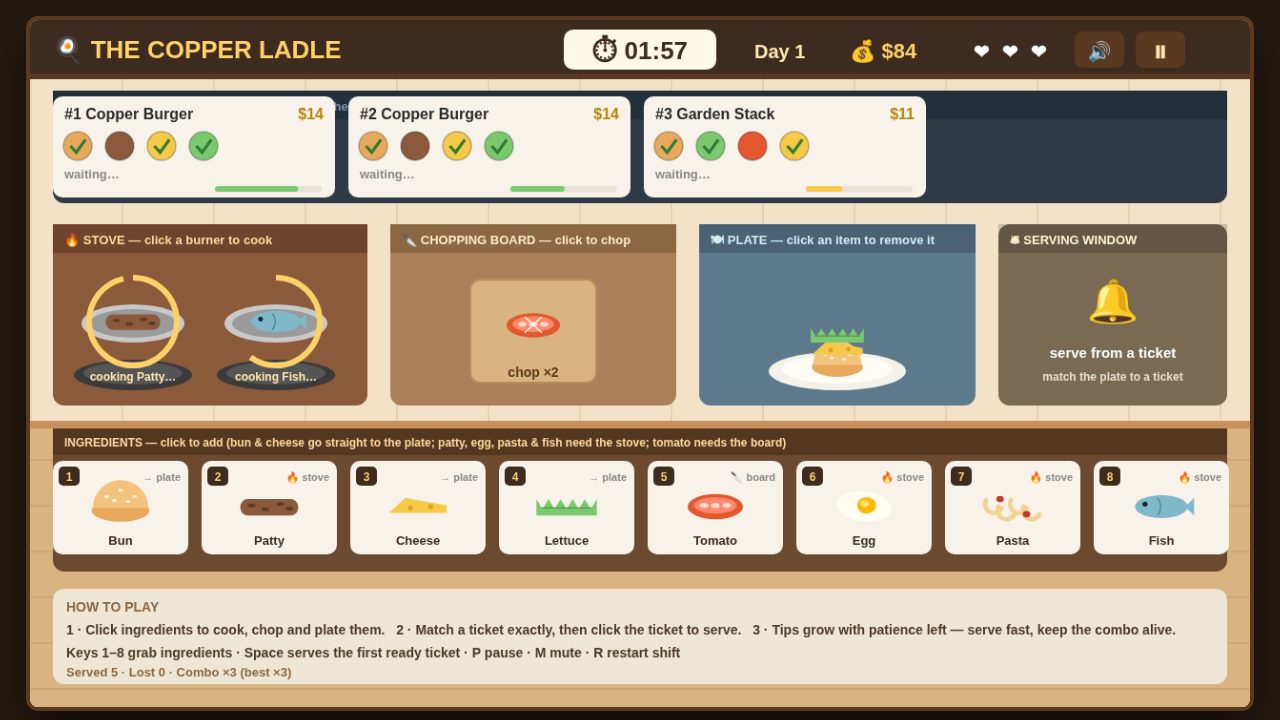 THE COPPER LADLE
01:57
Day 1
$84
he
#1 Copper Burger $14
waiting…
#2 Copper Burger $14
waiting…
#3 Garden Stack $11
waiting…
STOVE — click a burner to cook
cooking Patty…
cooking Fish…
CHOPPING BOARD — click to chop
chop ×2
PLATE — click an item to remove it
SERVING WINDOW
serve from a ticket
match the plate to a ticket
INGREDIENTS — click to add (bun & cheese go straight to the plate; patty, egg, pasta & fish need the stove; tomato needs the board)
1 → plate
Bun
2 stove
Patty
3 → plate
Cheese
4 → plate
Lettuce
5 board
Tomato
6 stove
Egg
7 stove
Pasta
8 stove
Fish
HOW TO PLAY
1 · Click ingredients to cook, chop and plate them. 2 · Match a ticket exactly, then click the ticket to serve. 3 · Tips grow with patience left — serve fast, keep the combo alive.
Keys 1–8 grab ingredients · Space serves the first ready ticket · P pause · M mute · R restart shift
Served 5 · Lost 0 · Combo ×3 (best ×3)